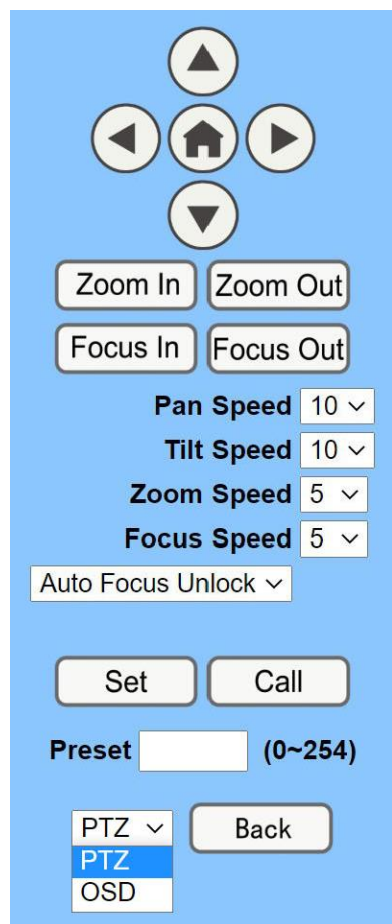 Zoom In Zoom Out
Focus In Focus Out
Pan Speed 10
Tilt Speed 10
Zoom Speed 5
Focus Speed 5
Auto Focus Unlock
Set Call
Preset (0~254)
PTZ Back
PTZ
OSD